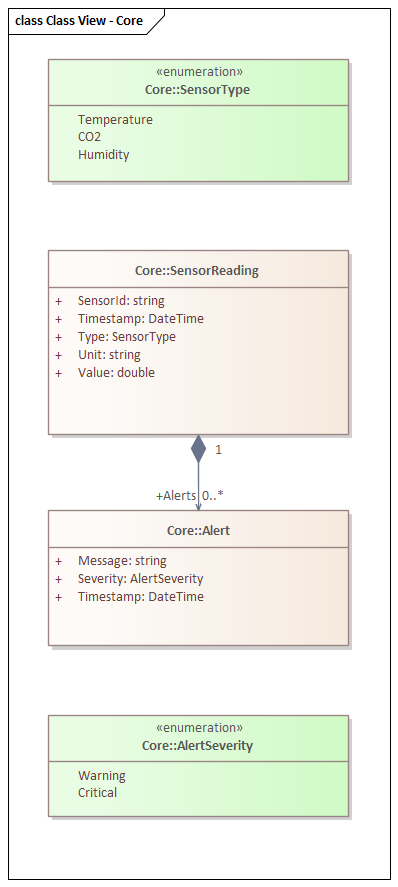 class Class View - Core
«enumeration»
Core::SensorType
Temperature
CO2
Humidity
Core::SensorReading
+ SensorId: string
+ Timestamp: DateTime
+ Type: SensorType
+ Unit: string
+ Value: double
1
+Alerts 0..*
Core::Alert
+ Message: string
+ Severity: AlertSeverity
+ Timestamp: DateTime
«enumeration»
Core::AlertSeverity
Warning
Critical